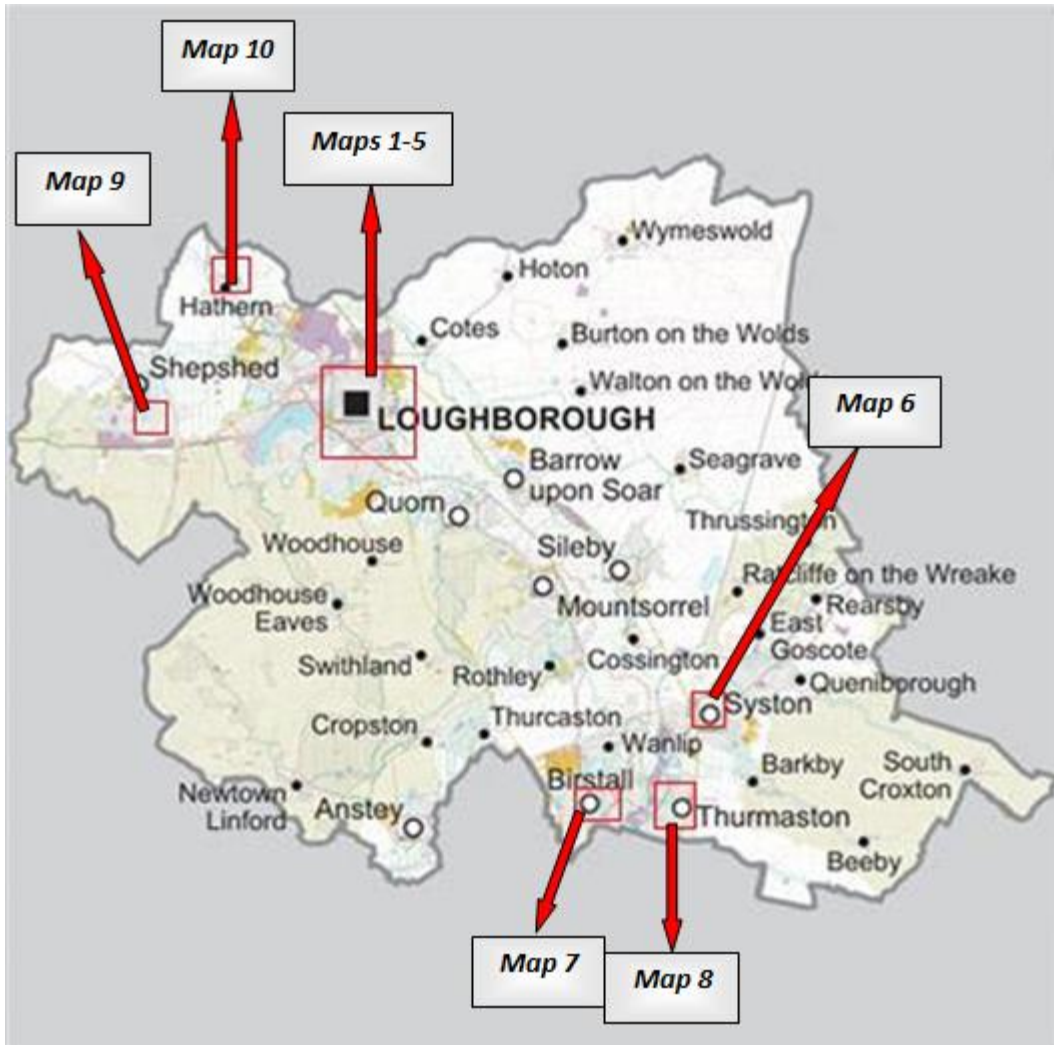 Map 10
Maps 1-5
Map 9
Wymeswold
Hoton
Hathern
Cotes
Burton on the Wolds
Shepshed
Walton on the Wolds
Map 6
LOUGHBOROUGH
Barrow
upon Soar
Seagrave
Quorn
Thrussington
Woodhouse
Sileby
Ratcliffe on the Wreake
Woodhouse
Eaves
Mountsorrel
Rearsby
East
Goscote
Swithland
Rothley
Cossington
Queniborough
Syston
Cropston
Thurcaston
Wanlip
Barkby
South
Croxton
Newtown
Linford
Birstall
Anstey
Thurmaston
Beeby
Map 7
Map 8